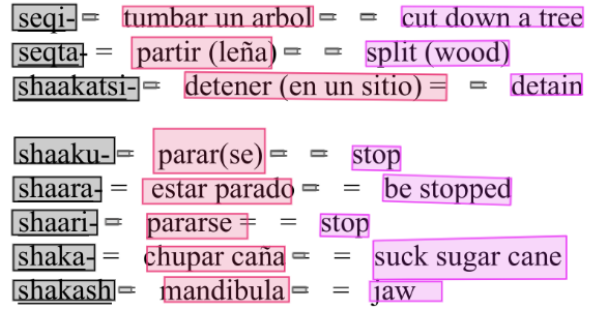 seqi- = tumbar un arbol = = cut down a tree
seqta- = partir (leña) = = split (wood)
shaakatsi- = detener (en un sitio) = = detain
shaaku- = parar(se) = = stop
shaara- = estar parado = = be stopped
shaari- = pararse = = stop
shaka- = chupar caña = = suck sugar cane
shakash = mandibula = = jaw